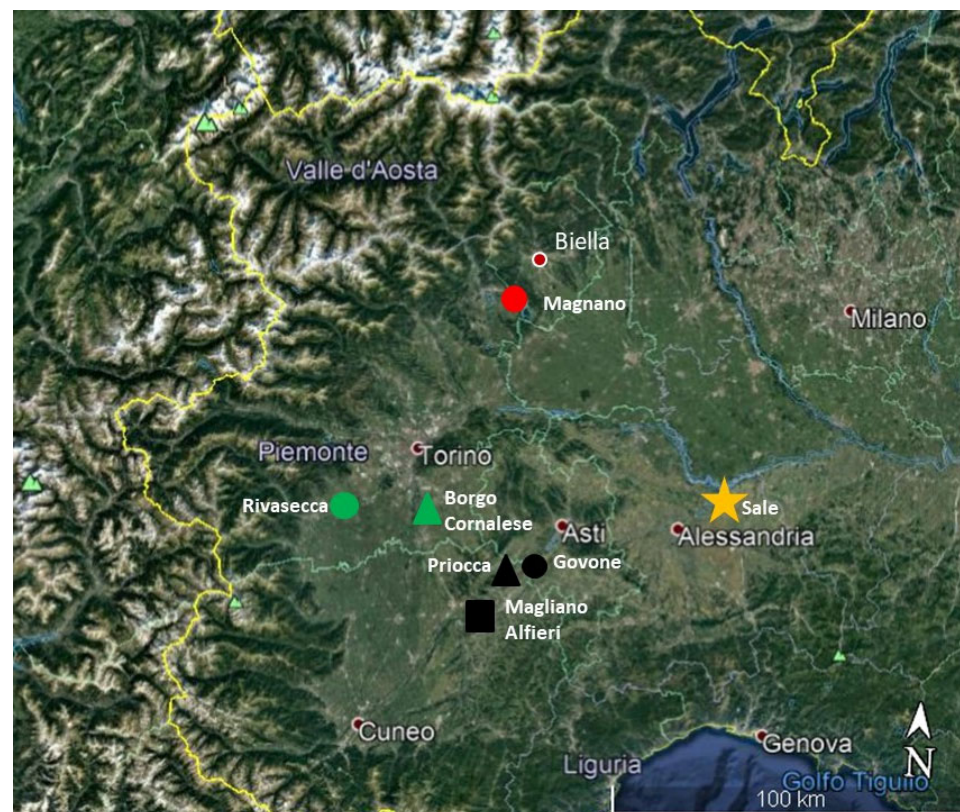 Valle d'Aosta
Biella
Magnano
Milano
Piemonte
Torino
Rivasecca
Borgo
Cornalese
Sale
Asti
Alessandria
Priocca
Govone
Magliano
Alfieri
Cuneo
Genova
Liguria
N
Golfo Tigulio
100 km